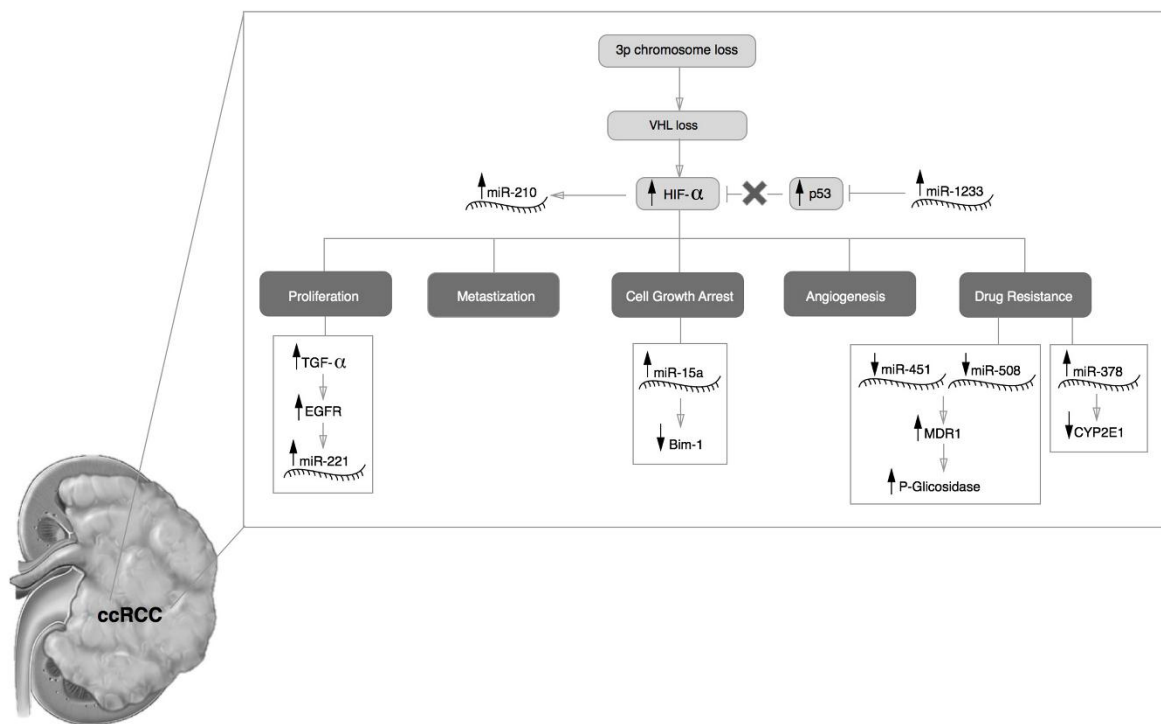 3p chromosome loss
VHL loss
miR-210
HIF-α
p53
miR-1233
Proliferation
Metastization
Cell Growth Arrest
Angiogenesis
Drug Resistance
TGF-α
EGFR
miR-221
miR-15a
Bim-1
miR-451
miR-508
MDR1
P-Glicosidase
miR-378
CYP2E1
ccRCC